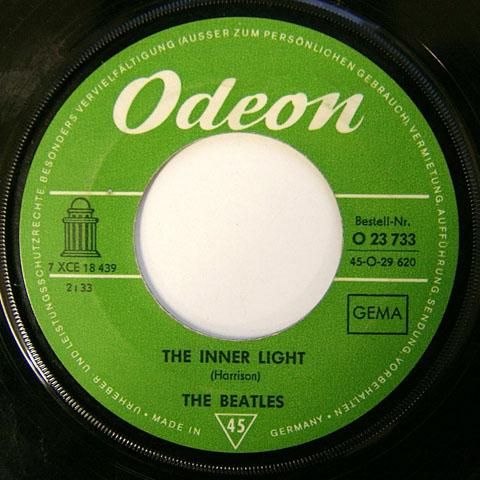 URHEBER UND LEISTUNGSSCHUTZRECHTE, BESONDERS VERVIELFÄLTIGUNG (AUSSER ZUM PERSÖNLICHEN GEBRAUCH), VERMIETUNG, AUFFÜHRUNG, SENDUNG VORBEHALTEN
Odeon
Bestell-Nr.
O 23 733
7 XCE 18 439
45-O-29 620
2:33
GEMA
THE INNER LIGHT
(Harrison)
THE BEATLES
45
• MADE IN GERMANY •